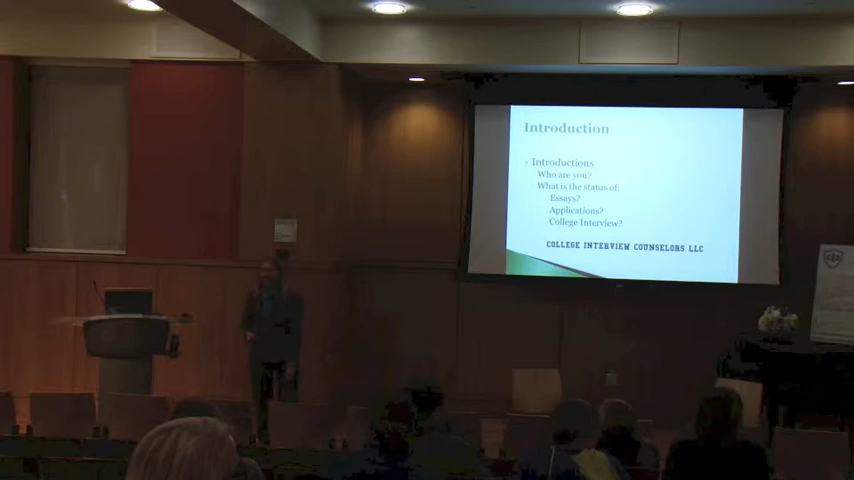 Introduction
Introductions
Who are you?
What is the status of:
Essays?
Applications?
College Interview?
COLLEGE INTERVIEW COUNSELORS LLC